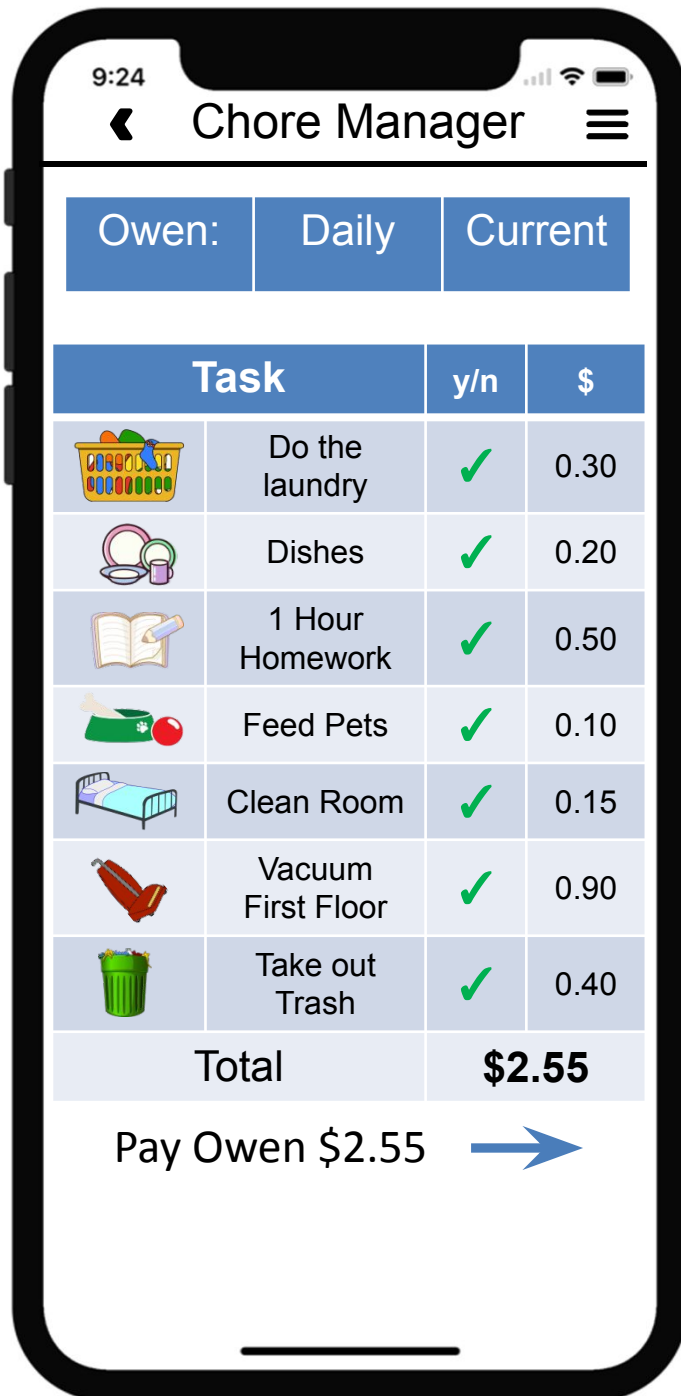 9:24
Chore Manager
Owen: Daily Current
Task y/n $
Do the
laundry ✓ 0.30
Dishes ✓ 0.20
1 Hour
Homework ✓ 0.50
Feed Pets ✓ 0.10
Clean Room ✓ 0.15
Vacuum
First Floor ✓ 0.90
Take out
Trash ✓ 0.40
Total $2.55
Pay Owen $2.55